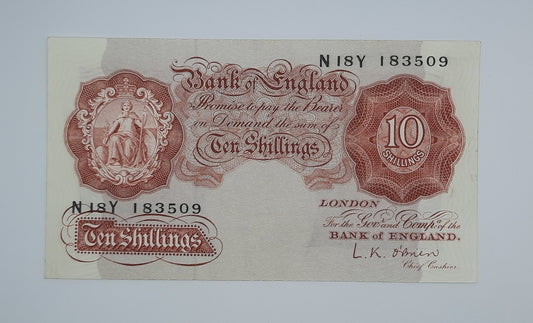 N18Y 183509
Bank of England
Promise to pay the Bearer
on Demand the sum of
Ten Shillings
10
SHILLINGS
N18Y 183509
Ten Shillings
LONDON
For the Govr. and Compa. of the
BANK OF ENGLAND.
L. K. O'Brien
Chief Cashier